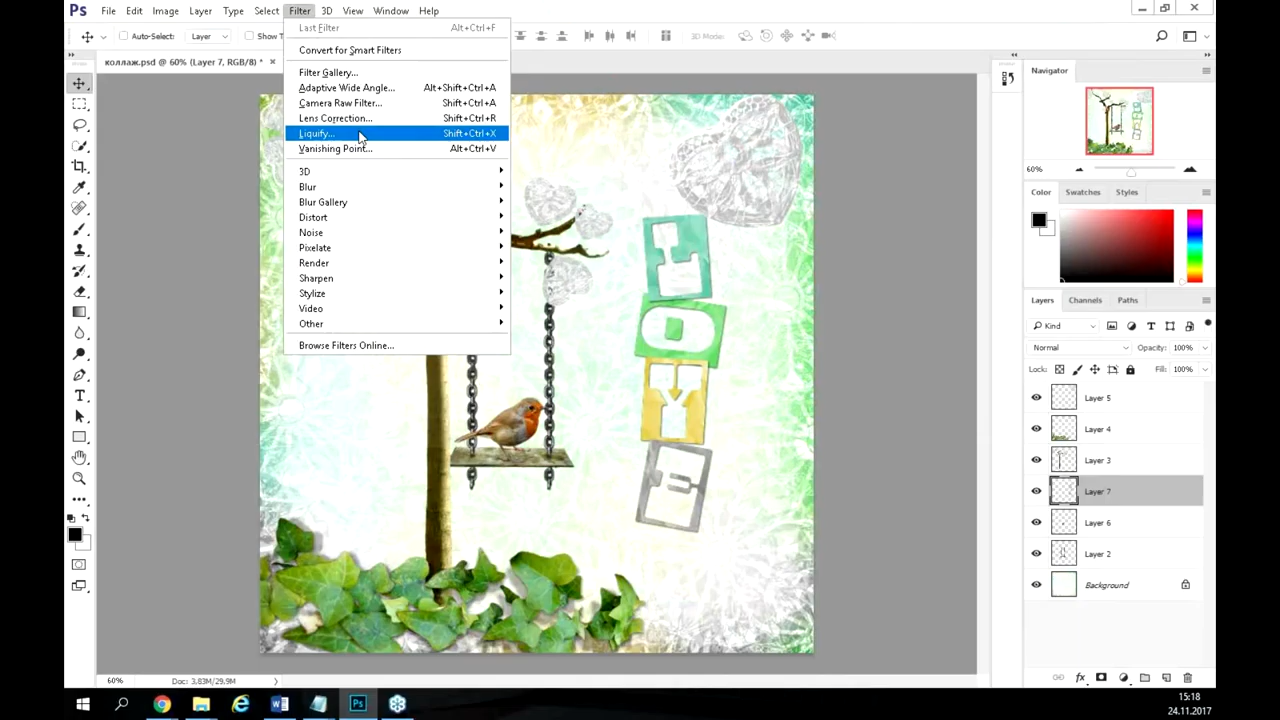 Ps File Edit Image Layer Type Select Filter 3D View Window Help
Auto-Select: Layer Show T 3D Mode:
коллаж.psd @ 60% (Layer 7, RGB/8) *
Last Filter Alt+Ctrl+F
Convert for Smart Filters
Filter Gallery...
Adaptive Wide Angle... Alt+Shift+Ctrl+A
Camera Raw Filter... Shift+Ctrl+A
Lens Correction... Shift+Ctrl+R
Liquify... Shift+Ctrl+X
Vanishing Point... Alt+Ctrl+V
3D
Blur
Blur Gallery
Distort
Noise
Pixelate
Render
Sharpen
Stylize
Video
Other
Browse Filters Online...
L
O
Y
E
Navigator
60%
Color Swatches Styles
Layers Channels Paths
Kind
Normal Opacity: 100%
Lock: Fill: 100%
Layer 5
Layer 4
Layer 3
Layer 7
Layer 6
Layer 2
Background
fx
60% Doc: 3,83M/29,9M
Ps
15:18
24.11.2017